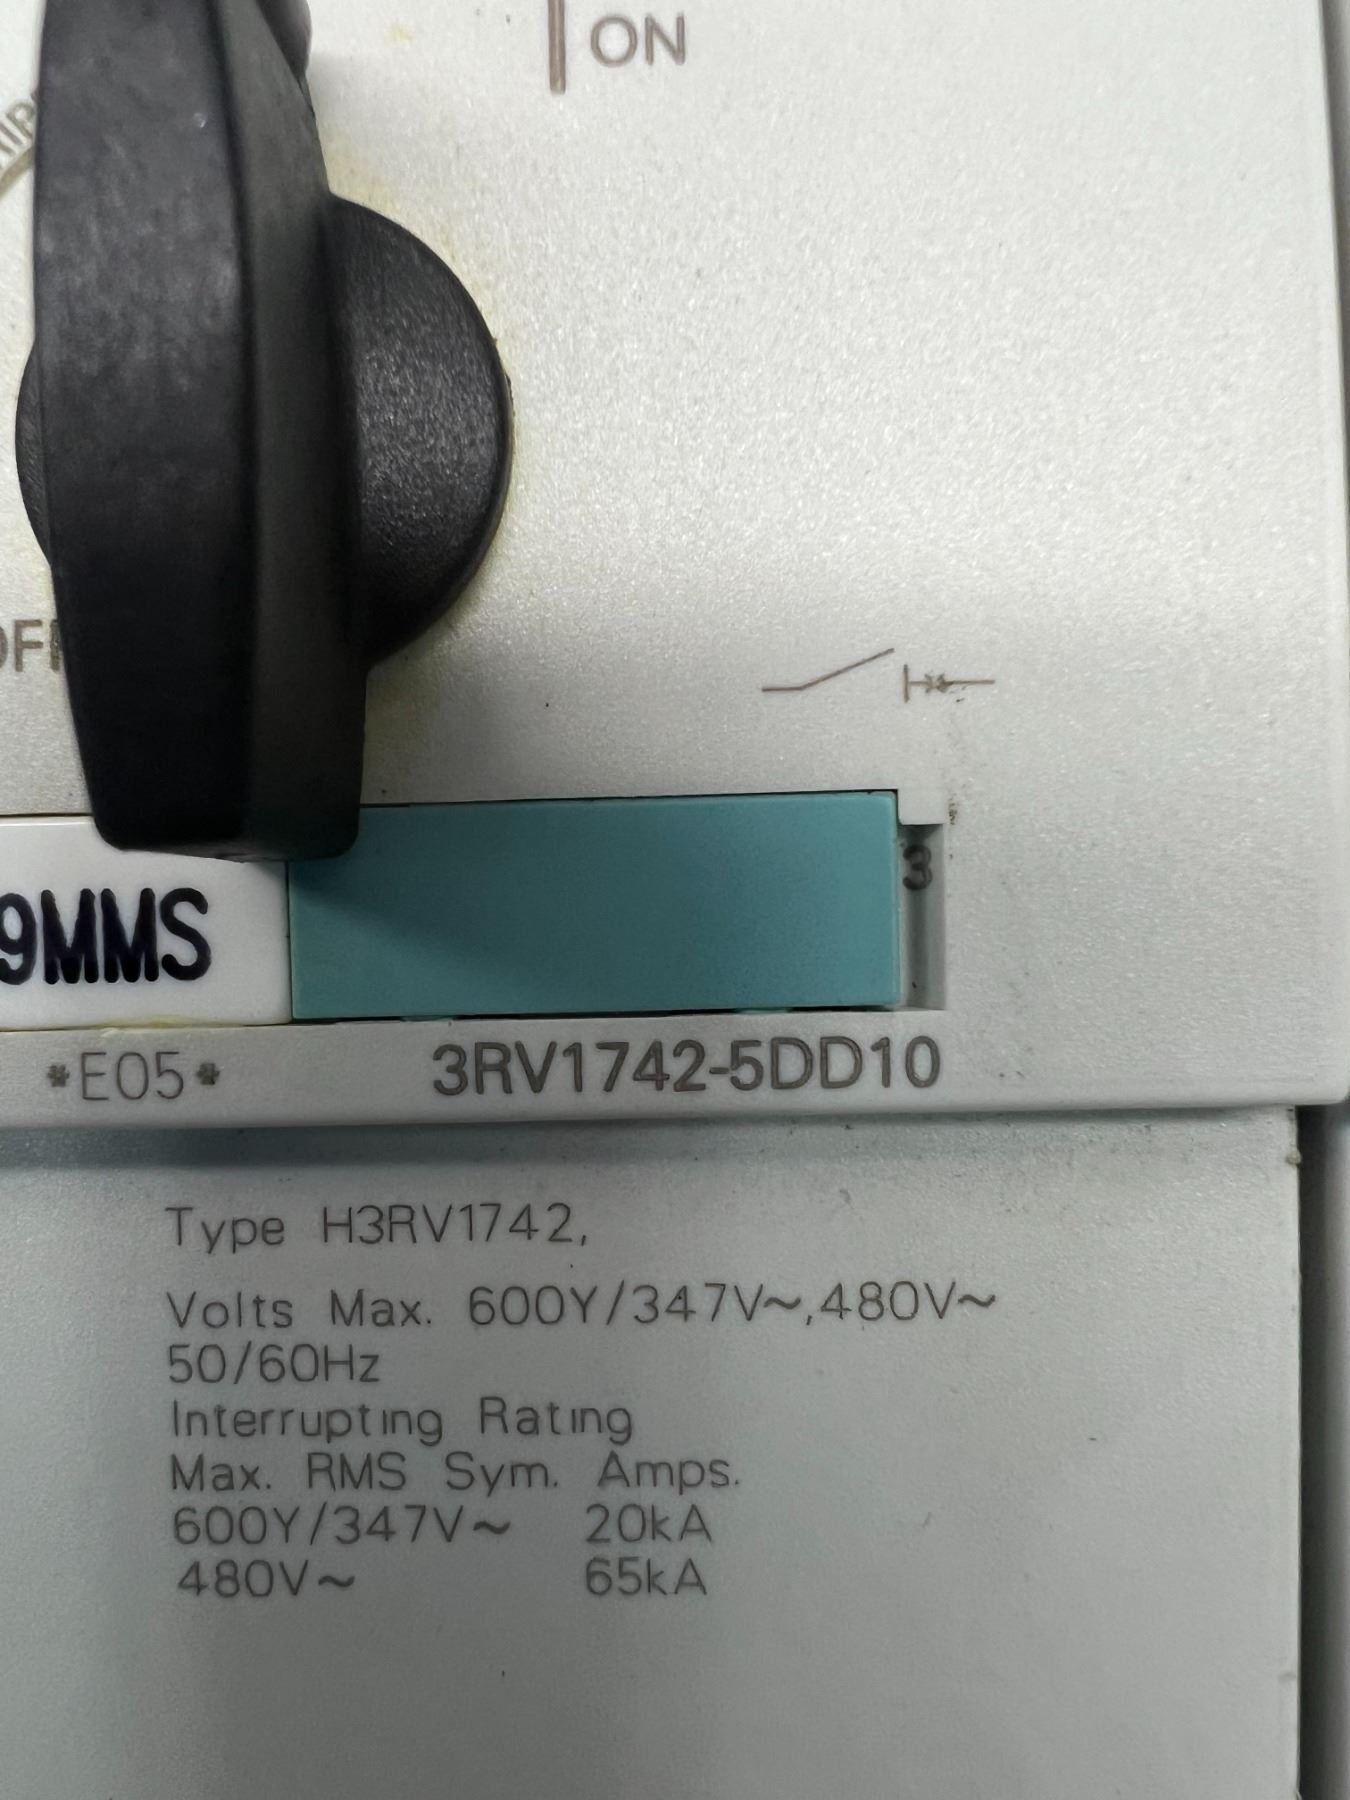 ON
3
9MMS
*E05*
3RV1742-5DD10
Type H3RV1742,
Volts Max. 600Y/347V~,480V~
50/60Hz
Interrupting Rating
Max. RMS Sym. Amps.
600Y/347V~ 20kA
480V~ 65kA